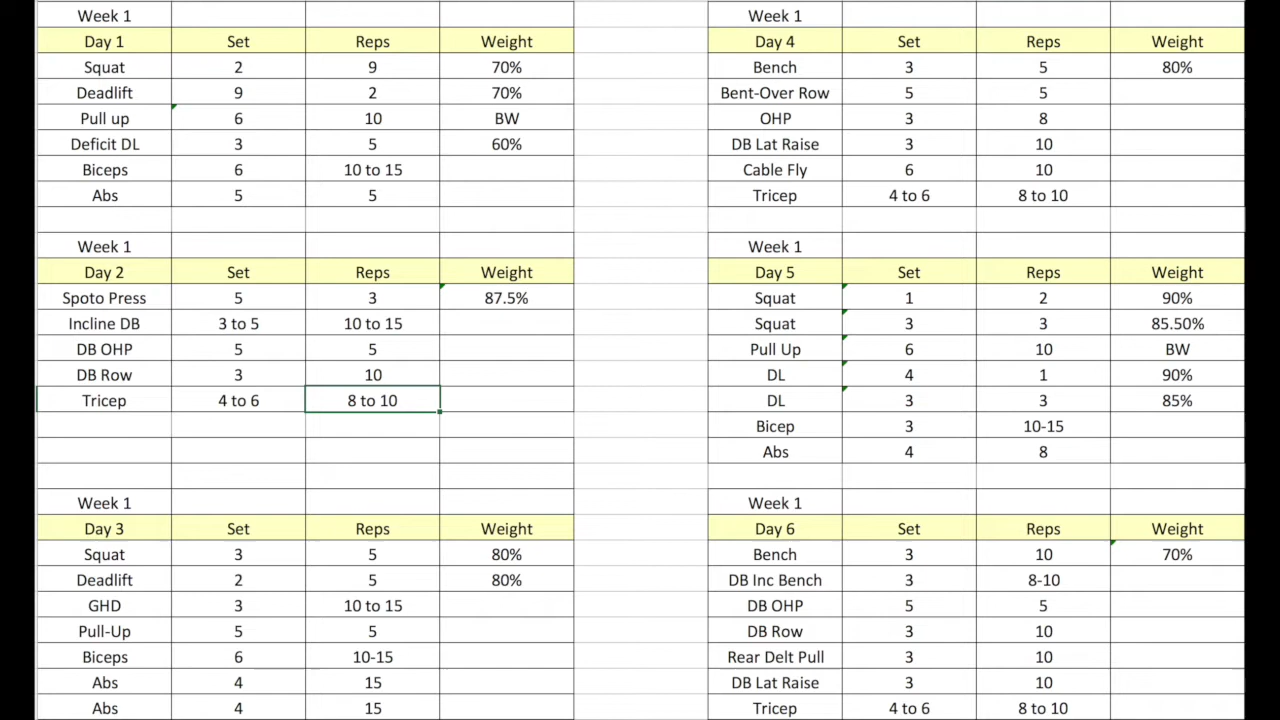 Week 1
Day 1 Set Reps Weight
Squat 2 9 70%
Deadlift 9 2 70%
Pull up 6 10 BW
Deficit DL 3 5 60%
Biceps 6 10 to 15
Abs 5 5
Week 1
Day 2 Set Reps Weight
Spoto Press 5 3 87.5%
Incline DB 3 to 5 10 to 15
DB OHP 5 5
DB Row 3 10
Tricep 4 to 6 8 to 10
Week 1
Day 3 Set Reps Weight
Squat 3 5 80%
Deadlift 2 5 80%
GHD 3 10 to 15
Pull-Up 5 5
Biceps 6 10-15
Abs 4 15
Abs 4 15
Week 1
Day 4 Set Reps Weight
Bench 3 5 80%
Bent-Over Row 5 5
OHP 3 8
DB Lat Raise 3 10
Cable Fly 6 10
Tricep 4 to 6 8 to 10
Week 1
Day 5 Set Reps Weight
Squat 1 2 90%
Squat 3 3 85.50%
Pull Up 6 10 BW
DL 4 1 90%
DL 3 3 85%
Bicep 3 10-15
Abs 4 8
Week 1
Day 6 Set Reps Weight
Bench 3 10 70%
DB Inc Bench 3 8-10
DB OHP 5 5
DB Row 3 10
Rear Delt Pull 3 10
DB Lat Raise 3 10
Tricep 4 to 6 8 to 10